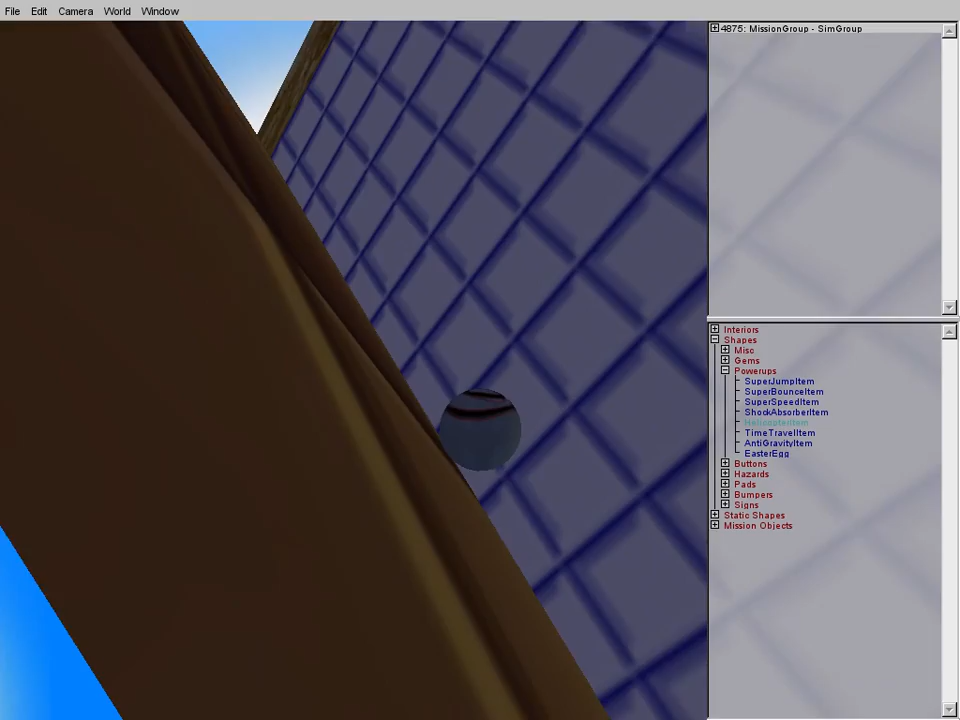 File Edit Camera World Window
4875: MissionGroup - SimGroup
Interiors
Shapes
Misc
Gems
Powerups
SuperJumpItem
SuperBounceItem
SuperSpeedItem
ShockAbsorberItem
HelicopterItem
TimeTravelItem
AntiGravityItem
EasterEgg
Buttons
Hazards
Pads
Bumpers
Signs
Static Shapes
Mission Objects